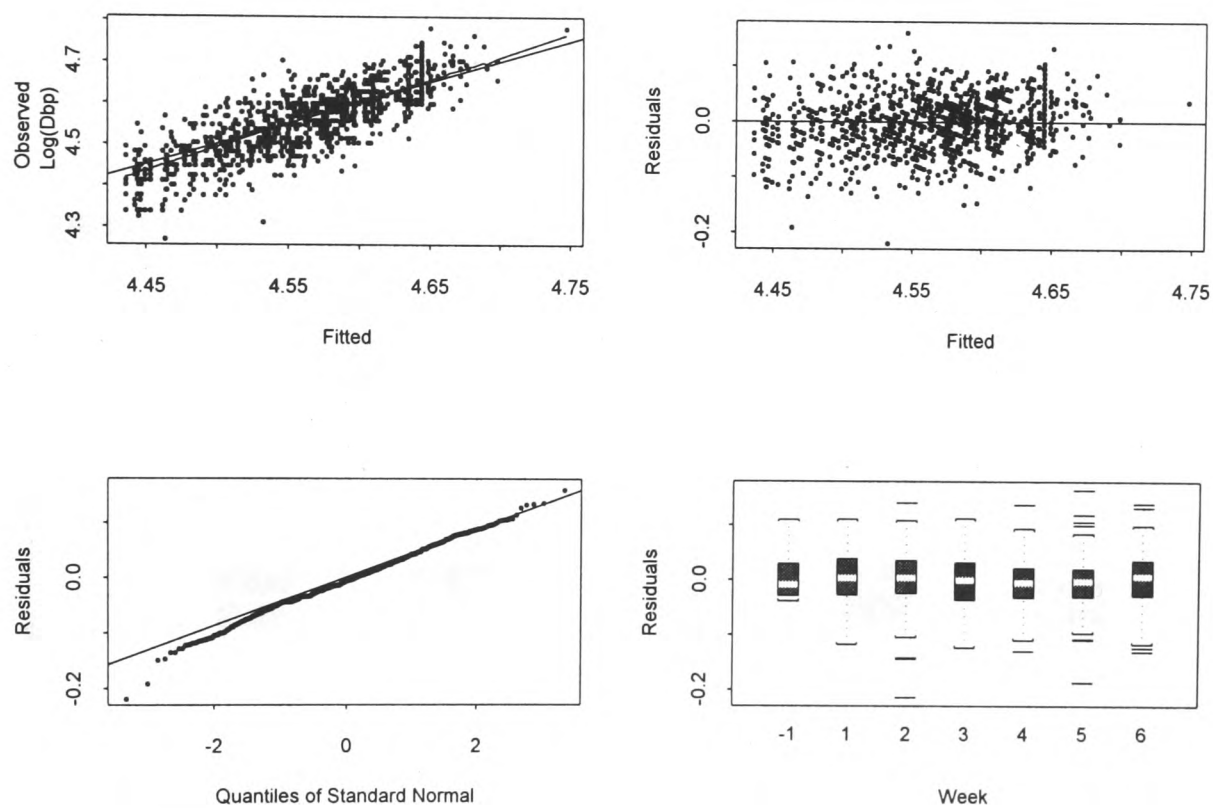 Observed
Log(Dbp)
4.7
4.5
4.3
4.45 4.55 4.65 4.75
Fitted
Residuals
0.0
-0.2
4.45 4.55 4.65 4.75
Fitted
Residuals
0.0
-0.2
-2 0 2
Quantiles of Standard Normal
Residuals
0.0
-0.2
-1 1 2 3 4 5 6
Week